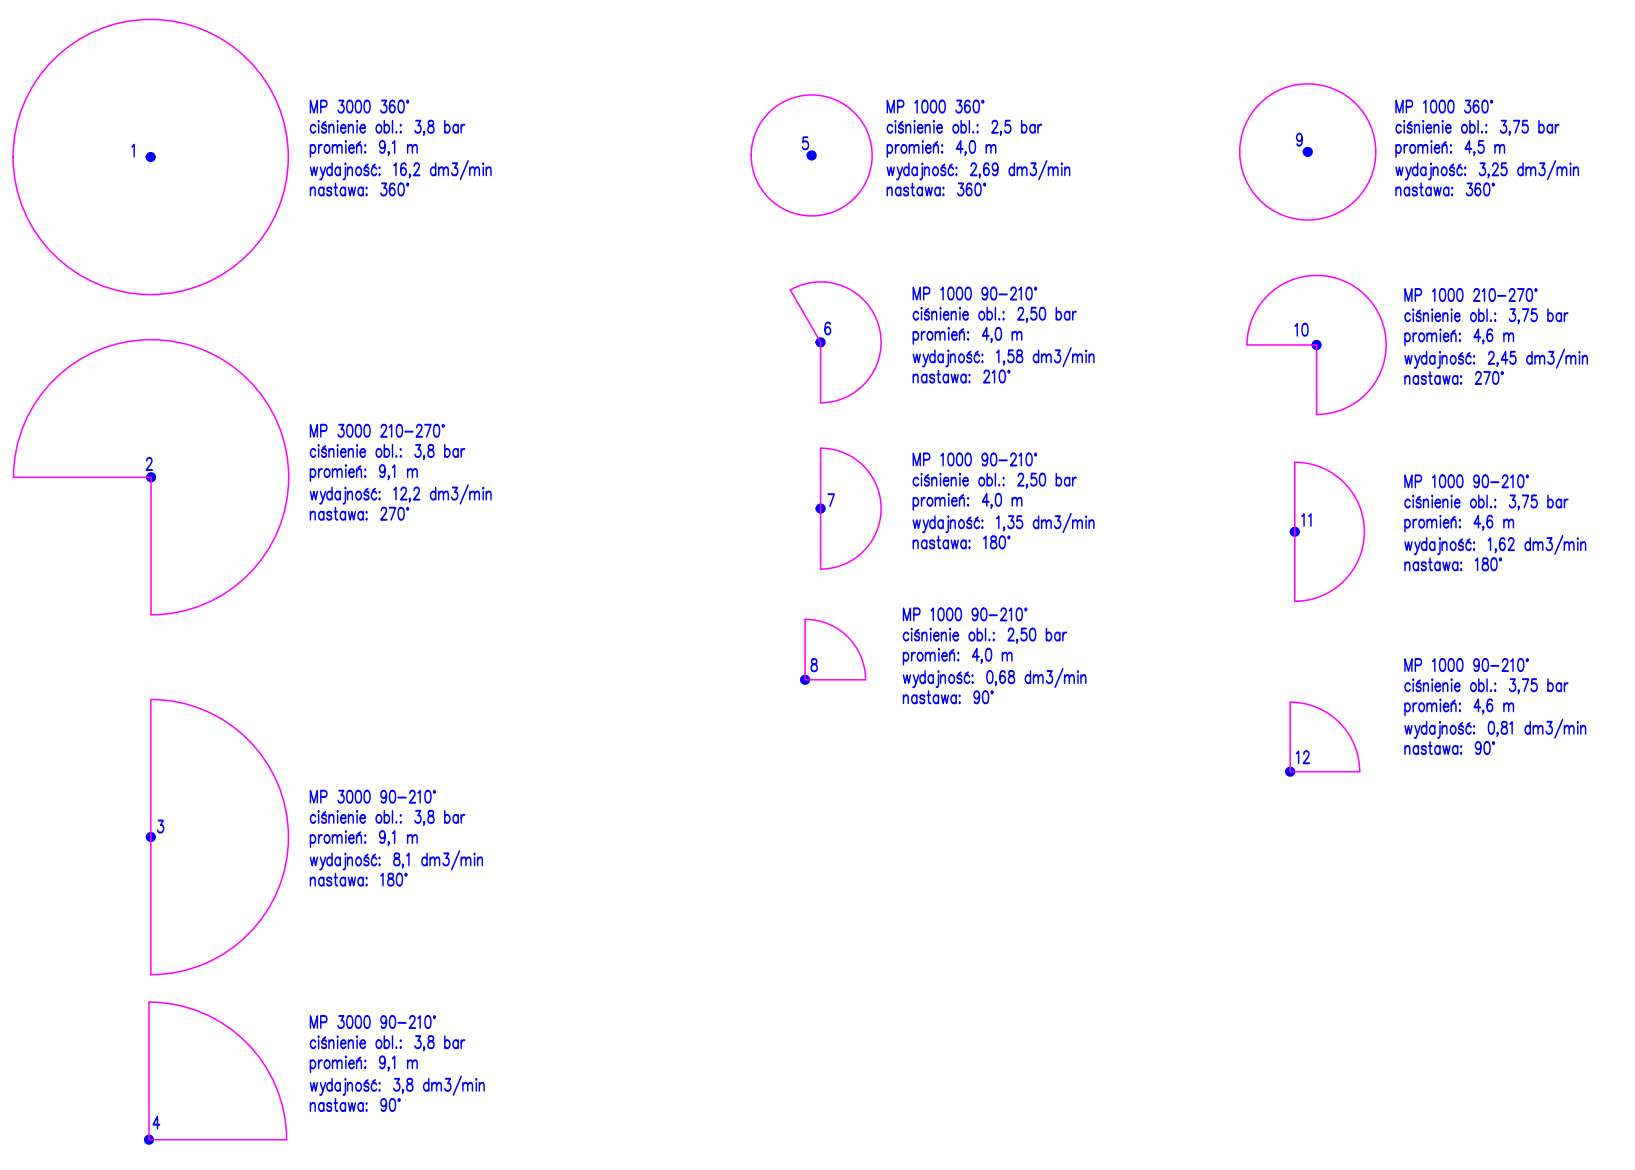 1
MP 3000 360°
ciśnienie obl.: 3,8 bar
promień: 9,1 m
wydajność: 16,2 dm3/min
nastawa: 360°
2
MP 3000 210-270°
ciśnienie obl.: 3,8 bar
promień: 9,1 m
wydajność: 12,2 dm3/min
nastawa: 270°
3
MP 3000 90-210°
ciśnienie obl.: 3,8 bar
promień: 9,1 m
wydajność: 8,1 dm3/min
nastawa: 180°
4
MP 3000 90-210°
ciśnienie obl.: 3,8 bar
promień: 9,1 m
wydajność: 3,8 dm3/min
nastawa: 90°
5
MP 1000 360°
ciśnienie obl.: 2,5 bar
promień: 4,0 m
wydajność: 2,69 dm3/min
nastawa: 360°
6
MP 1000 90-210°
ciśnienie obl.: 2,50 bar
promień: 4,0 m
wydajność: 1,58 dm3/min
nastawa: 210°
7
MP 1000 90-210°
ciśnienie obl.: 2,50 bar
promień: 4,0 m
wydajność: 1,35 dm3/min
nastawa: 180°
8
MP 1000 90-210°
ciśnienie obl.: 2,50 bar
promień: 4,0 m
wydajność: 0,68 dm3/min
nastawa: 90°
9
MP 1000 360°
ciśnienie obl.: 3,75 bar
promień: 4,5 m
wydajność: 3,25 dm3/min
nastawa: 360°
10
MP 1000 210-270°
ciśnienie obl.: 3,75 bar
promień: 4,6 m
wydajność: 2,45 dm3/min
nastawa: 270°
11
MP 1000 90-210°
ciśnienie obl.: 3,75 bar
promień: 4,6 m
wydajność: 1,62 dm3/min
nastawa: 180°
12
MP 1000 90-210°
ciśnienie obl.: 3,75 bar
promień: 4,6 m
wydajność: 0,81 dm3/min
nastawa: 90°